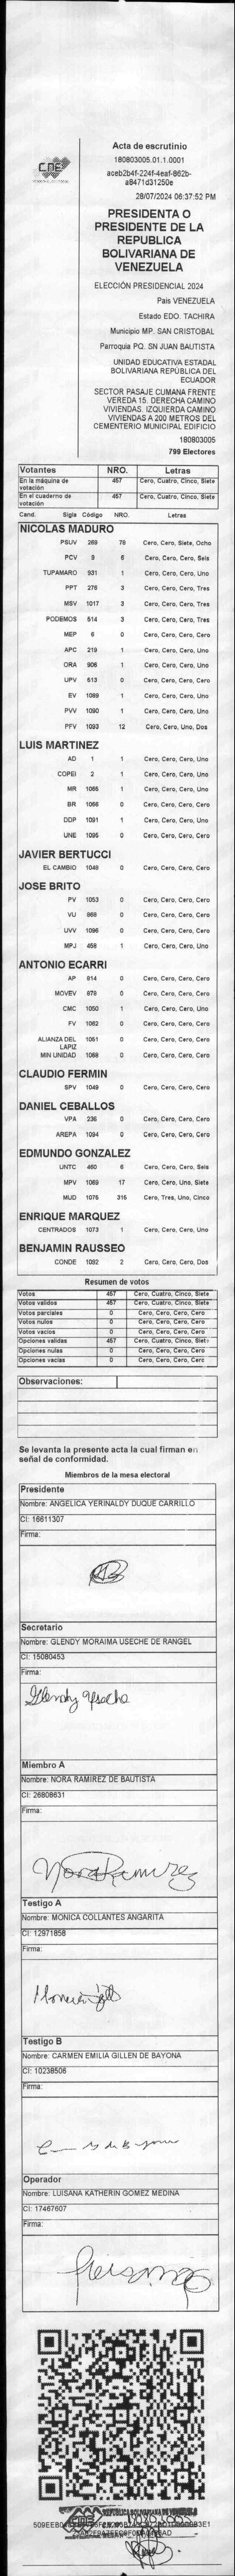 CNE
Acta de escrutinio
180803005.01.1.0001
aceb2b4f-224f-4eaf-862b-
a8471d31250e
28/07/2024 06:37:52 PM
PRESIDENTA O
PRESIDENTE DE LA
REPUBLICA
BOLIVARIANA DE
VENEZUELA
ELECCIÓN PRESIDENCIAL 2024
Pais VENEZUELA
Estado EDO. TACHIRA
Municipio MP. SAN CRISTOBAL
Parroquia PQ. SN JUAN BAUTISTA
UNIDAD EDUCATIVA ESTADAL
BOLIVARIANA REPÚBLICA DEL
ECUADOR
SECTOR PASAJE CUMANA FRENTE
VEREDA 15. DERECHA CAMINO
VIVIENDAS. IZQUIERDA CAMINO
VIVIENDAS A 200 METROS DEL
CEMENTERIO MUNICIPAL EDIFICIO
180803005
799 Electores
Votantes NRO. Letras
En la máquina de votación 457 Cero, Cuatro, Cinco, Siete
En el cuaderno de votación 457 Cero, Cuatro, Cinco, Siete
Cand. Sigla Código NRO. Letras
NICOLAS MADURO
PSUV 269 78 Cero, Cero, Siete, Ocho
PCV 9 6 Cero, Cero, Cero, Seis
TUPAMARO 931 1 Cero, Cero, Cero, Uno
PPT 276 3 Cero, Cero, Cero, Tres
MSV 1017 3 Cero, Cero, Cero, Tres
PODEMOS 514 3 Cero, Cero, Cero, Tres
MEP 6 0 Cero, Cero, Cero, Cero
APC 219 1 Cero, Cero, Cero, Uno
ORA 906 1 Cero, Cero, Cero, Uno
UPV 513 0 Cero, Cero, Cero, Cero
EV 1089 1 Cero, Cero, Cero, Uno
PVV 1090 1 Cero, Cero, Cero, Uno
PFV 1093 12 Cero, Cero, Uno, Dos
LUIS MARTINEZ
AD 1 1 Cero, Cero, Cero, Uno
COPEI 2 1 Cero, Cero, Cero, Uno
MR 1065 1 Cero, Cero, Cero, Uno
BR 1066 0 Cero, Cero, Cero, Cero
DDP 1091 1 Cero, Cero, Cero, Uno
UNE 1095 0 Cero, Cero, Cero, Cero
JAVIER BERTUCCI
EL CAMBIO 1048 0 Cero, Cero, Cero, Cero
JOSE BRITO
PV 1053 0 Cero, Cero, Cero, Cero
VU 968 0 Cero, Cero, Cero, Cero
UVV 1096 0 Cero, Cero, Cero, Cero
MPJ 458 1 Cero, Cero, Cero, Uno
ANTONIO ECARRI
AP 914 0 Cero, Cero, Cero, Cero
MOVEV 979 0 Cero, Cero, Cero, Cero
CMC 1050 1 Cero, Cero, Cero, Uno
FV 1062 0 Cero, Cero, Cero, Cero
ALIANZA DEL LÁPIZ 1051 0 Cero, Cero, Cero, Cero
MIN UNIDAD 1068 0 Cero, Cero, Cero, Cero
CLAUDIO FERMIN
SPV 1049 0 Cero, Cero, Cero, Cero
DANIEL CEBALLOS
VPA 236 0 Cero, Cero, Cero, Cero
AREPA 1094 0 Cero, Cero, Cero, Cero
EDMUNDO GONZALEZ
UNTC 460 6 Cero, Cero, Cero, Seis
MPV 1069 17 Cero, Cero, Uno, Siete
MUD 1075 315 Cero, Tres, Uno, Cinco
ENRIQUE MARQUEZ
CENTRADOS 1073 1 Cero, Cero, Cero, Uno
BENJAMIN RAUSSEO
CONDE 1092 2 Cero, Cero, Cero, Dos
Resumen de votos
Votos 457 Cero, Cuatro, Cinco, Siete
Votos validos 457 Cero, Cuatro, Cinco, Siete
Votos parciales 0 Cero, Cero, Cero, Cero
Votos nulos 0 Cero, Cero, Cero, Cero
Votos vacios 0 Cero, Cero, Cero, Cero
Opciones validas 457 Cero, Cuatro, Cinco, Siete
Opciones nulas 0 Cero, Cero, Cero, Cero
Opciones vacias 0 Cero, Cero, Cero, Cero
Observaciones:
Se levanta la presente acta la cual firman en
señal de conformidad.
Miembros de la mesa electoral
Presidente
Nombre: ANGELICA YERINALDY DUQUE CARRILLO
CI: 16611307
Firma:
Secretario
Nombre: GLENDY MORAIMA USECHE DE RANGEL
CI: 15080453
Firma:
Glendy Useche
Miembro A
Nombre: NORA RAMIREZ DE BAUTISTA
CI: 26808631
Firma:
Nora Ramirez
Testigo A
Nombre: MONICA COLLANTES ANGARITA
CI: 12971858
Firma:
Testigo B
Nombre: CARMEN EMILIA GILLEN DE BAYONA
CI: 10238506
Firma:
Operador
Nombre: LUISANA KATHERIN GOMEZ MEDINA
CI: 17467607
Firma:
REPÚBLICA BOLIVARIANA DE VENEZUELA